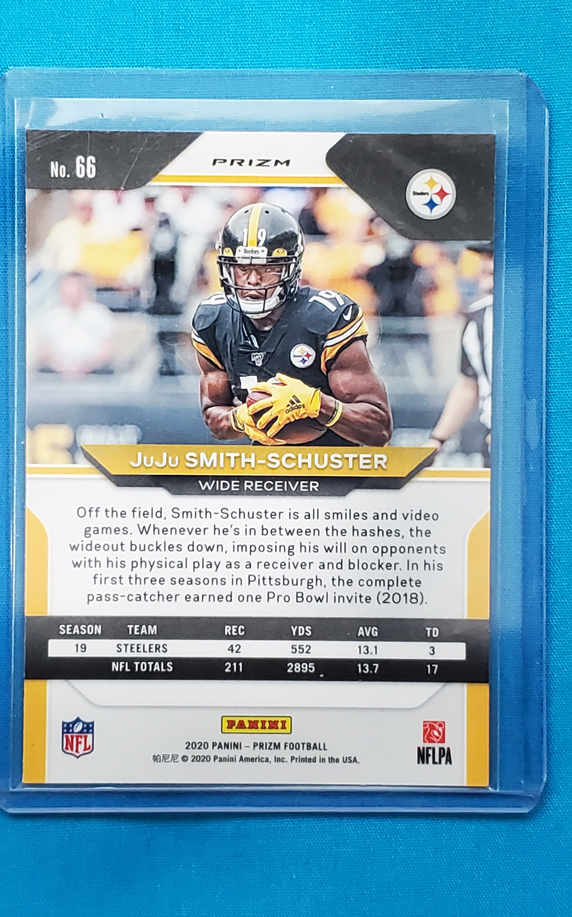 No. 66
PRIZM
Steelers
19
19
adidas
JuJu SMITH-SCHUSTER
WIDE RECEIVER
Off the field, Smith-Schuster is all smiles and video
games. Whenever he's in between the hashes, the
wideout buckles down, imposing his will on opponents
with his physical play as a receiver and blocker. In his
first three seasons in Pittsburgh, the complete
pass-catcher earned one Pro Bowl invite (2018).
SEASON TEAM REC YDS AVG TD
19 STEELERS 42 552 13.1 3
NFL TOTALS 211 2895 13.7 17
NFL
PANINI
NFLPA
2020 PANINI – PRIZM FOOTBALL
帕尼尼 © 2020 Panini America, Inc. Printed in the USA.